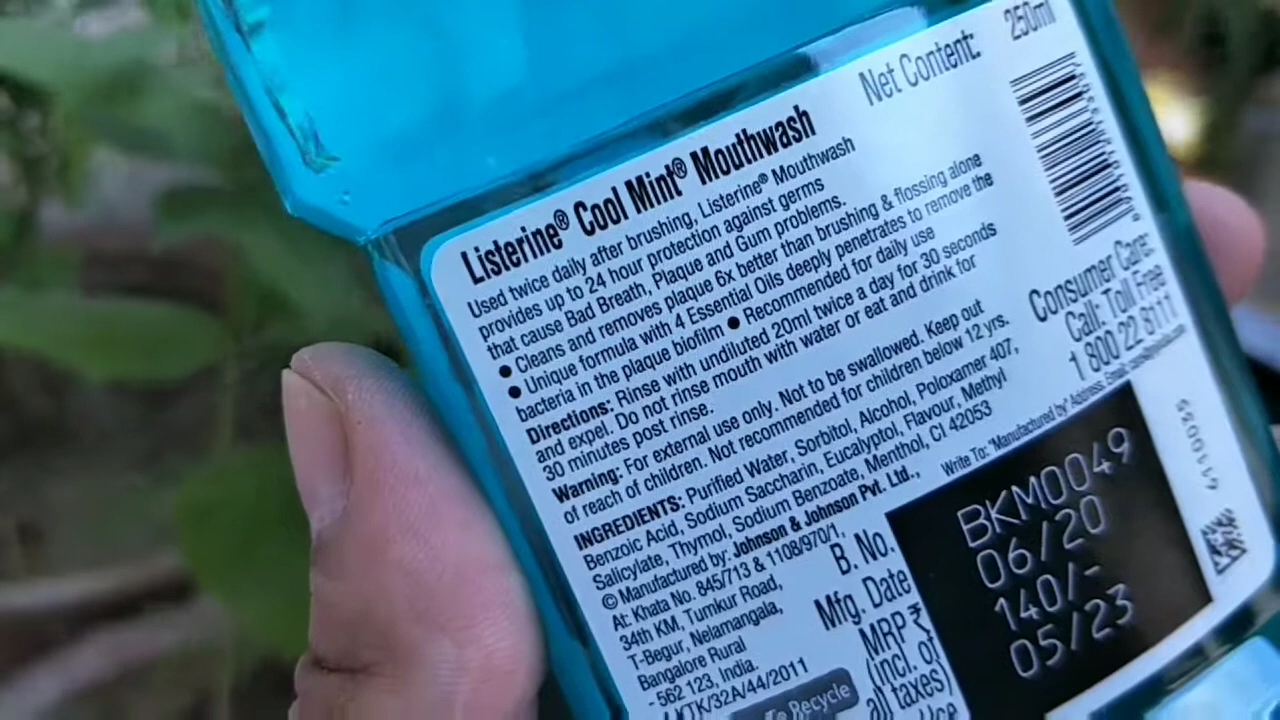 Listerine® Cool Mint® Mouthwash
Used twice daily after brushing, Listerine® Mouthwash
provides up to 24 hour protection against germs
that cause Bad Breath, Plaque and Gum problems.
● Cleans and removes plaque 6x better than brushing & flossing alone
● Unique formula with 4 Essential Oils deeply penetrates to remove the
bacteria in the plaque biofilm ● Recommended for daily use
Directions: Rinse with undiluted 20ml twice a day for 30 seconds
and expel. Do not rinse mouth with water or eat and drink for
30 minutes post rinse.
Warning: For external use only. Not to be swallowed. Keep out
of reach of children. Not recommended for children below 12 yrs.
INGREDIENTS: Purified Water, Sorbitol, Alcohol, Poloxamer 407,
Benzoic Acid, Sodium Saccharin, Eucalyptol, Flavour, Methyl
Salicylate, Thymol, Sodium Benzoate, Menthol, CI 42053
© Manufactured by: Johnson & Johnson Pvt. Ltd.,
At: Khata No. 845/713 & 1108/970/1,
34th KM, Tumkur Road,
T-Begur, Nelamangala,
Bangalore Rural
- 562 123, India.
KTK/32A/44/2011
Recycle
Net Content: 250ml
Consumer Care:
Call: Toll Free
1 800 22 8111
Write To: "Manufactured by" Address.
B. No. BKM0049
Mfg. Date 06/20
MRP ₹ 140/-
(incl. of
all taxes)
Use
05/23